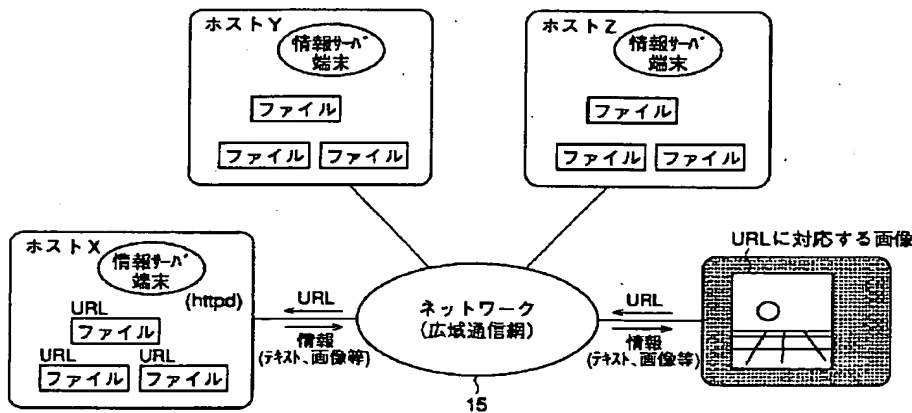 ホストY
情報サーバ
端末
ファイル
ファイル ファイル
ホストZ
情報サーバ
端末
ファイル
ファイル ファイル
ホストX
情報サーバ
端末
(httpd)
URL
ファイル
URL URL
ファイル ファイル
URL
情報
(テキスト、画像等)
ネットワーク
(広域通信網)
15
URL
情報
(テキスト、画像等)
URLに対応する画像